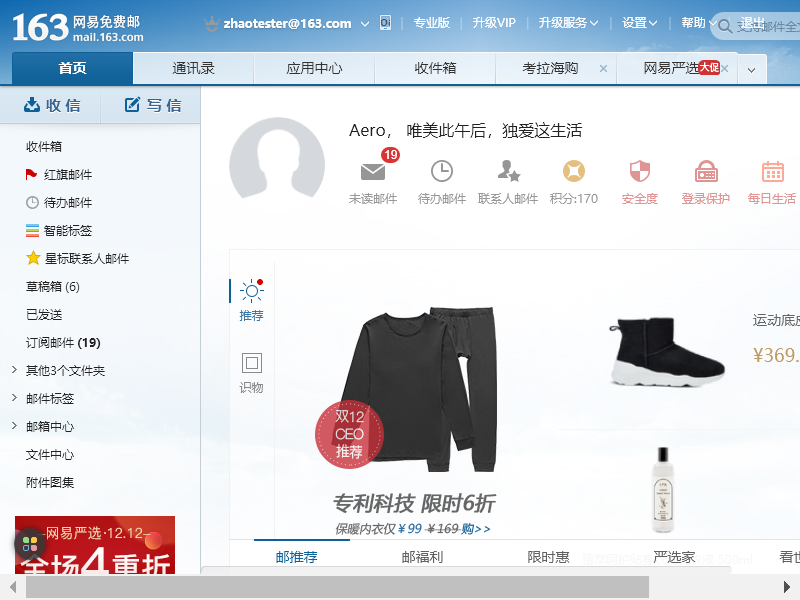 163 网易免费邮
mail.163.com
zhaotester@163.com
专业版
升级VIP
升级服务
设置
帮助
退出
支持邮件全文
首页
通讯录
应用中心
收件箱
考拉海购
网易严选
大促
收 信
写 信
收件箱
红旗邮件
待办邮件
智能标签
星标联系人邮件
草稿箱 (6)
已发送
订阅邮件 (19)
其他3个文件夹
邮件标签
邮箱中心
文件中心
附件图集
网易严选·12.12
全场4重折
Aero， 唯美此午后，独爱这生活
19
未读邮件
待办邮件
联系人邮件
积分:170
安全度
登录保护
每日生活
推荐
识物
双12
CEO
推荐
专利科技 限时6折
保暖内衣仅 ¥ 99 ¥ 169 购>>
运动底皮
¥369.
邮推荐
邮福利
限时惠
严选家
看世